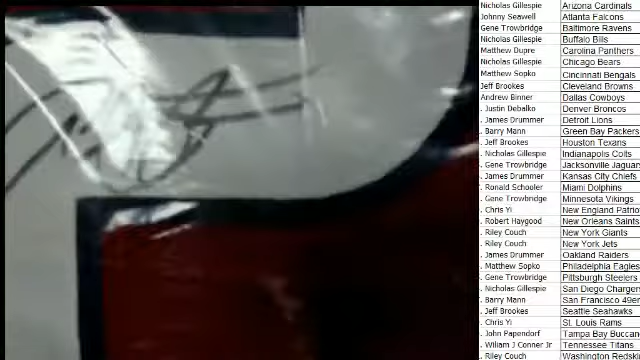 Nicholas Gillespie Arizona Cardinals
Johnny Seawell Atlanta Falcons
Gene Trowbridge Baltimore Ravens
Nicholas Gillespie Buffalo Bills
Matthew Dupre Carolina Panthers
Nicholas Gillespie Chicago Bears
Matthew Sopko Cincinnati Bengals
Jeff Brookes Cleveland Browns
Andrew Binner Dallas Cowboys
. Justin Debalko Denver Broncos
. James Drummer Detroit Lions
. Barry Mann Green Bay Packers
. Jeff Brookes Houston Texans
. Nicholas Gillespie Indianapolis Colts
. Gene Trowbridge Jacksonville Jaguars
. James Drummer Kansas City Chiefs
. Ronald Schooler Miami Dolphins
. Gene Trowbridge Minnesota Vikings
. Chris Yi New England Patrio
. Robert Haygood New Orleans Saints
. Riley Couch New York Giants
. Riley Couch New York Jets
. James Drummer Oakland Raiders
. Matthew Sopko Philadelphia Eagles
. Gene Trowbridge Pittsburgh Steelers
. Nicholas Gillespie San Diego Chargers
. Barry Mann San Francisco 49er
. Jeff Brookes Seattle Seahawks
. Chris Yi St. Louis Rams
. John Papendorf Tampa Bay Buccan
. Wiliam J Conner Jr Tennessee Titans
. Riley Couch Washington Redsk